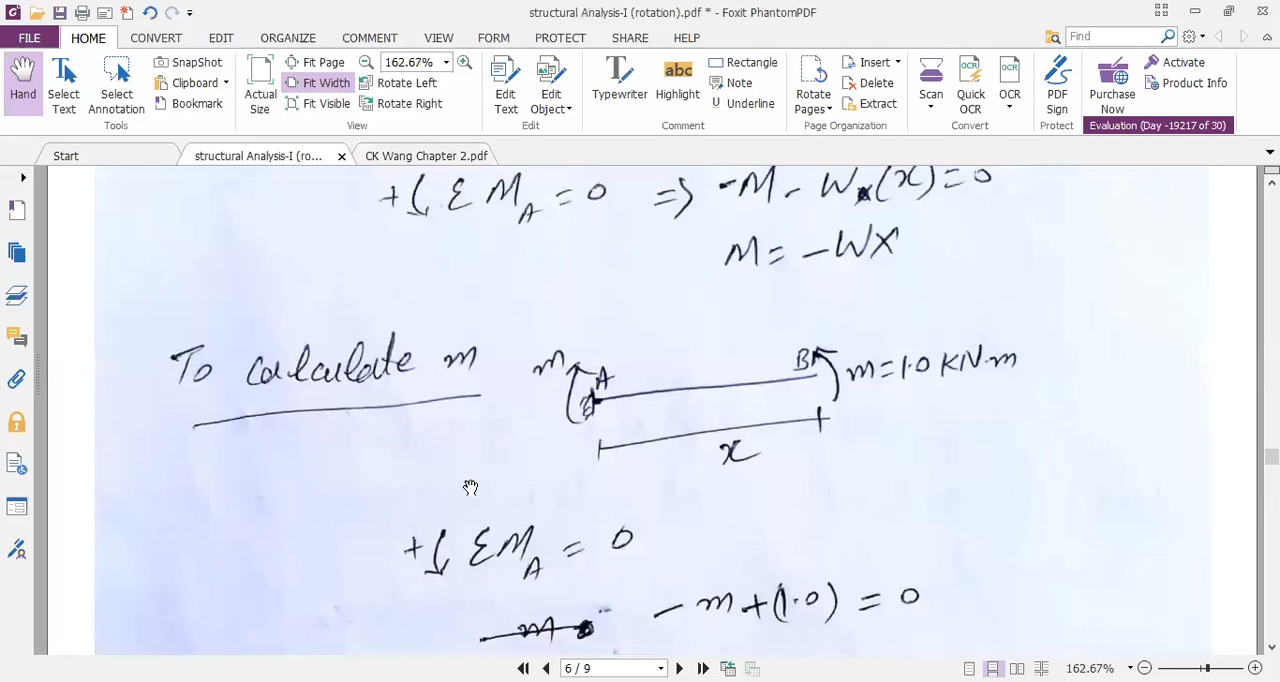 structural Analysis-I (rotation).pdf * - Foxit PhantomPDF
FILE HOME CONVERT EDIT ORGANIZE COMMENT VIEW FORM PROTECT SHARE HELP
Find
Hand
Select Text
Select Annotation
SnapShot
Clipboard
Bookmark
Tools
Actual Size
Fit Page
Fit Width
Fit Visible
162.67%
Rotate Left
Rotate Right
View
Edit Text
Edit Object
Edit
Typewriter
abc
Highlight
Rectangle
Note
Underline
Comment
Rotate Pages
Insert
Delete
Extract
Page Organization
Scan
Quick OCR
OCR
Convert
PDF Sign
Protect
Purchase Now
Activate
Product Info
Evaluation (Day -19217 of 30)
Start
structural Analysis-I (ro...
CK Wang Chapter 2.pdf
+ Σ M_A = 0 ⇒ -M - W(x) = 0
M = -WX
To calculate m
m A B m = 1.0 KN.m
x
+ Σ M_A = 0
- m + (1.0) = 0
6 / 9
162.67%